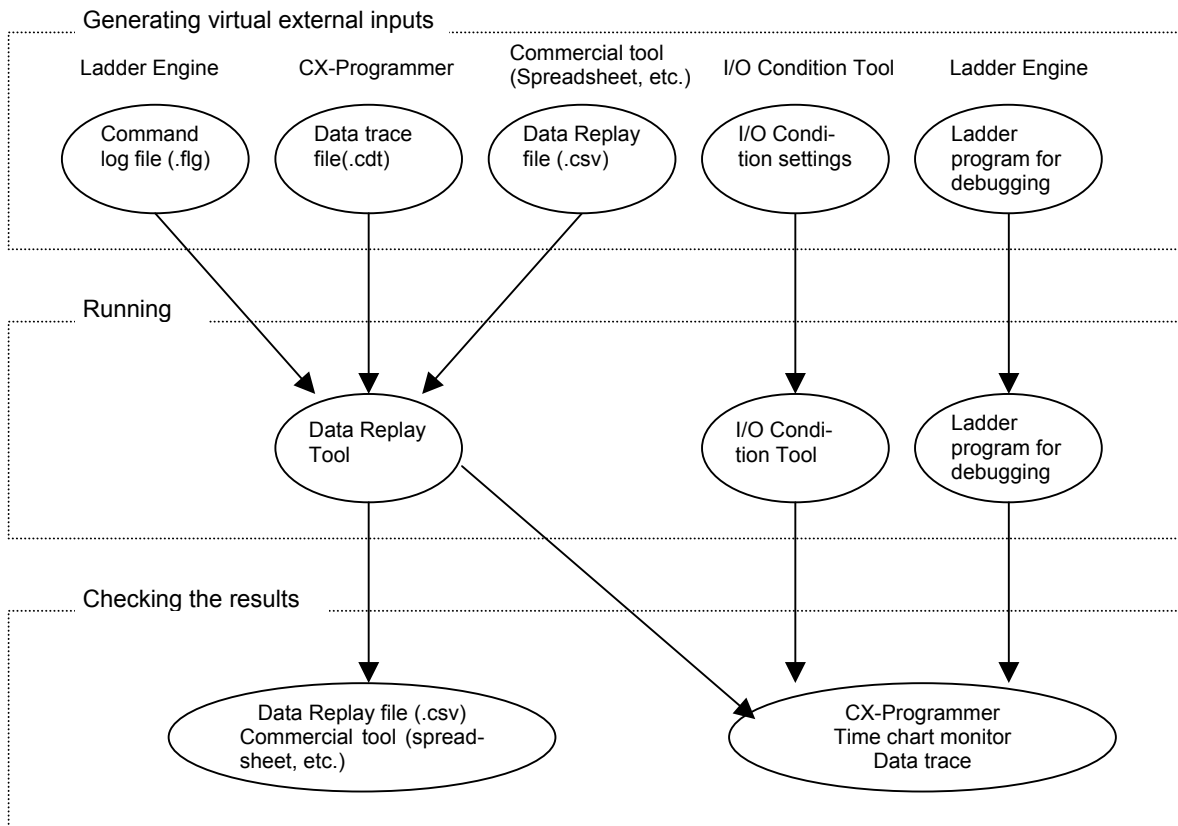 Generating virtual external inputs
Ladder Engine
CX-Programmer
Commercial tool
(Spreadsheet, etc.)
I/O Condition Tool
Ladder Engine
Command
log file (.flg)
Data trace
file(.cdt)
Data Replay
file (.csv)
I/O Condi-
tion settings
Ladder
program for
debugging
Running
Data Replay
Tool
I/O Condi-
tion Tool
Ladder
program for
debugging
Checking the results
Data Replay file (.csv)
Commercial tool (spread-
sheet, etc.)
CX-Programmer
Time chart monitor
Data trace